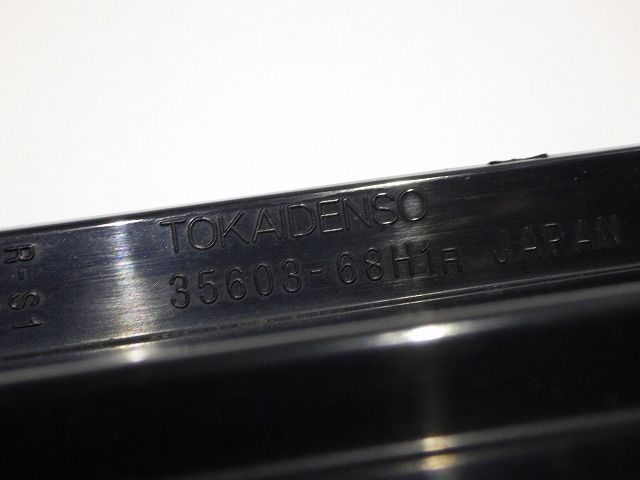 TOKAIDENSO
35603-68H1R JAPAN
R-S1